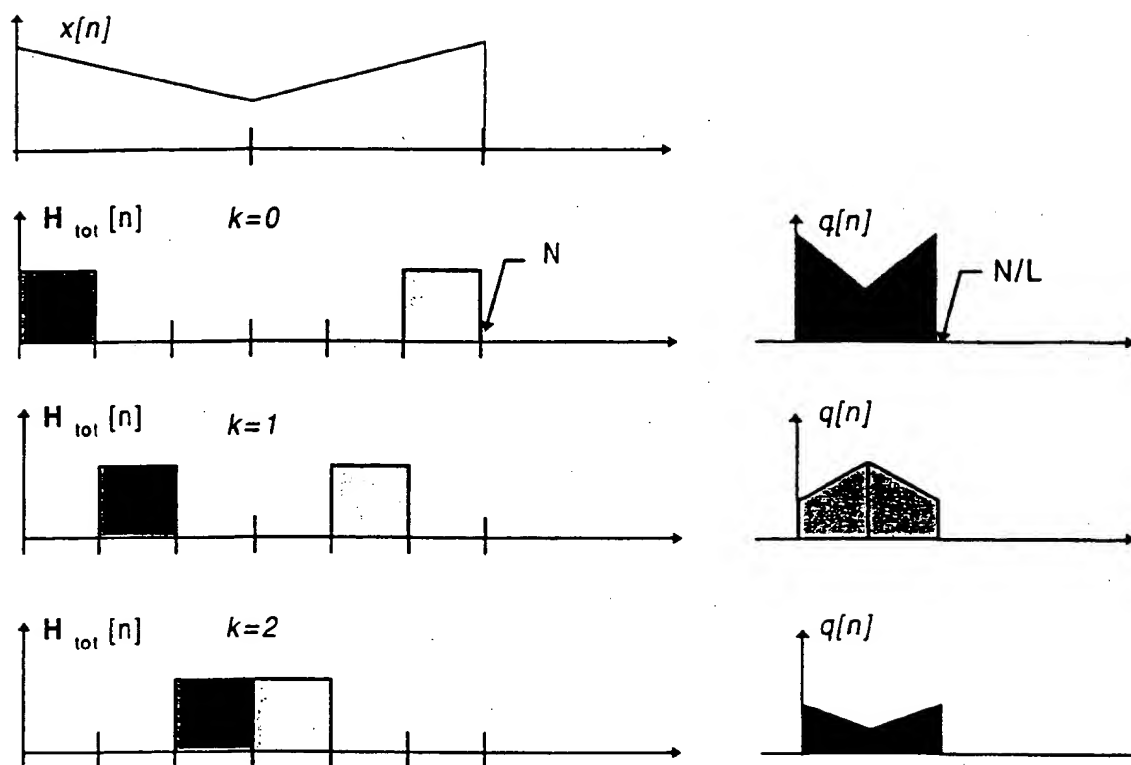 x[n]
H tot [n] k=0
N
q[n]
N/L
H tot [n] k=1
q[n]
H tot [n] k=2
q[n]